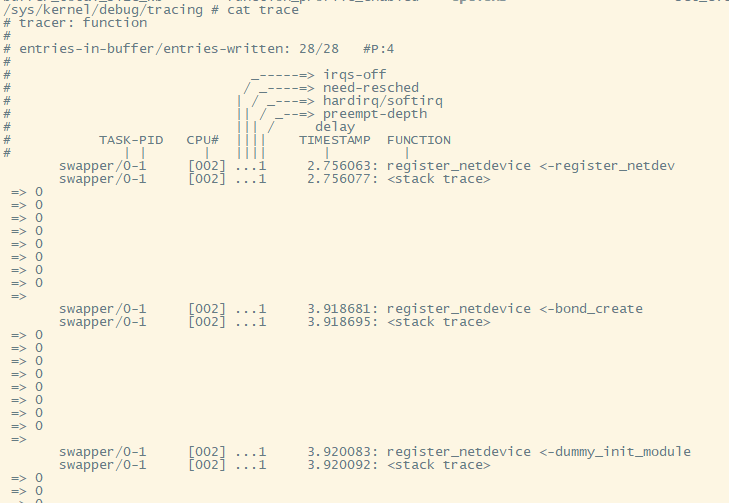 /sys/kernel/debug/tracing # cat trace
# tracer: function
#
# entries-in-buffer/entries-written: 28/28   #P:4
#
#                              _-----=> irqs-off
#                             / _----=> need-resched
#                            | / _---=> hardirq/softirq
#                            || / _--=> preempt-depth
#                            ||| /     delay
#           TASK-PID   CPU#  ||||    TIMESTAMP  FUNCTION
#              | |       |   ||||       |         |
       swapper/0-1     [002] ...1     2.756063: register_netdevice <-register_netdev
       swapper/0-1     [002] ...1     2.756077: <stack trace>
 => 0
 => 0
 => 0
 => 0
 => 0
 => 0
 => 0
 => 0
 =>
       swapper/0-1     [002] ...1     3.918681: register_netdevice <-bond_create
       swapper/0-1     [002] ...1     3.918695: <stack trace>
 => 0
 => 0
 => 0
 => 0
 => 0
 => 0
 => 0
 => 0
 =>
       swapper/0-1     [002] ...1     3.920083: register_netdevice <-dummy_init_module
       swapper/0-1     [002] ...1     3.920092: <stack trace>
 => 0
 => 0